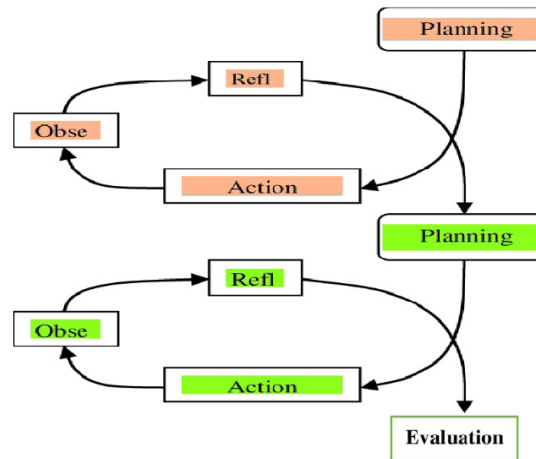 Planning
Refl
Obse
Action
Planning
Refl
Obse
Action
Evaluation